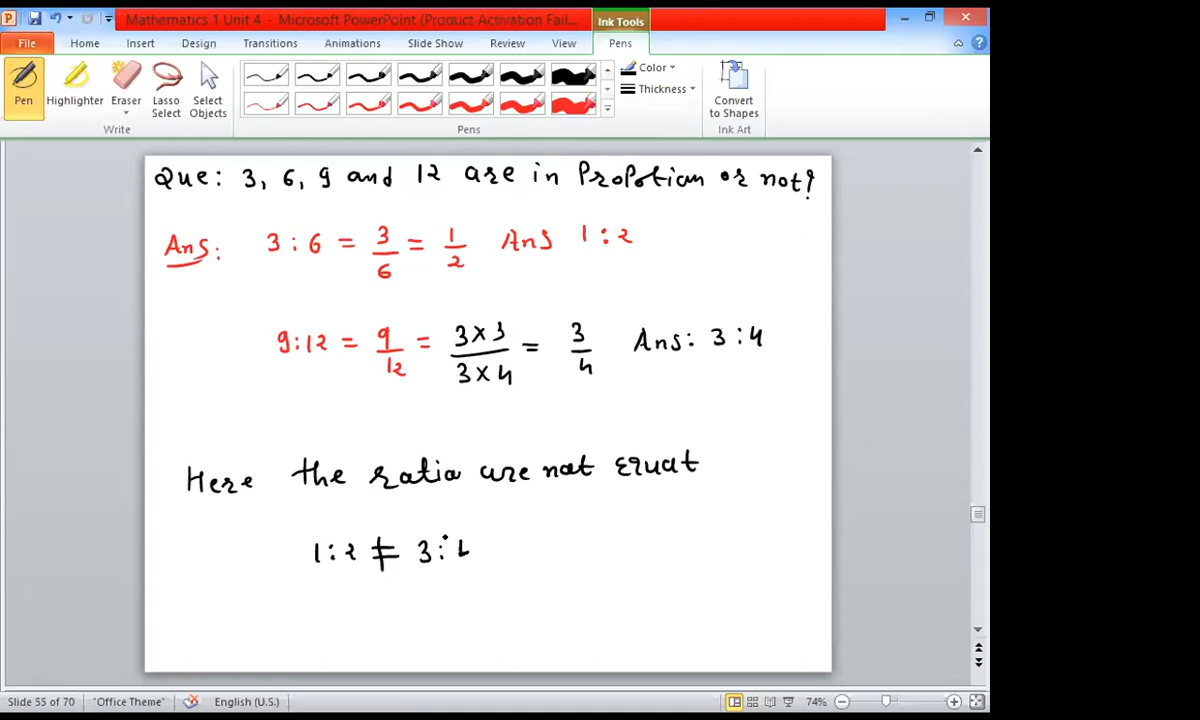 Mathematics 1 Unit 4 - Microsoft PowerPoint (Product Activation Fail...
Ink Tools
File Home Insert Design Transitions Animations Slide Show Review View Pens
Pen Highlighter Eraser Lasso Select Select Objects
Color
Thickness
Convert to Shapes
Write Pens Ink Art
Que: 3, 6, 9 and 12 are in Propotion or not?
Ans: 3 : 6 = 3/6 = 1/2 Ans 1 : 2
9:12 = 9/12 = 3×3/3×4 = 3/4 Ans: 3:4
Here the ratio are not Equat
1:2 ≠ 3:
Slide 55 of 70 "Office Theme" English (U.S.) 74%